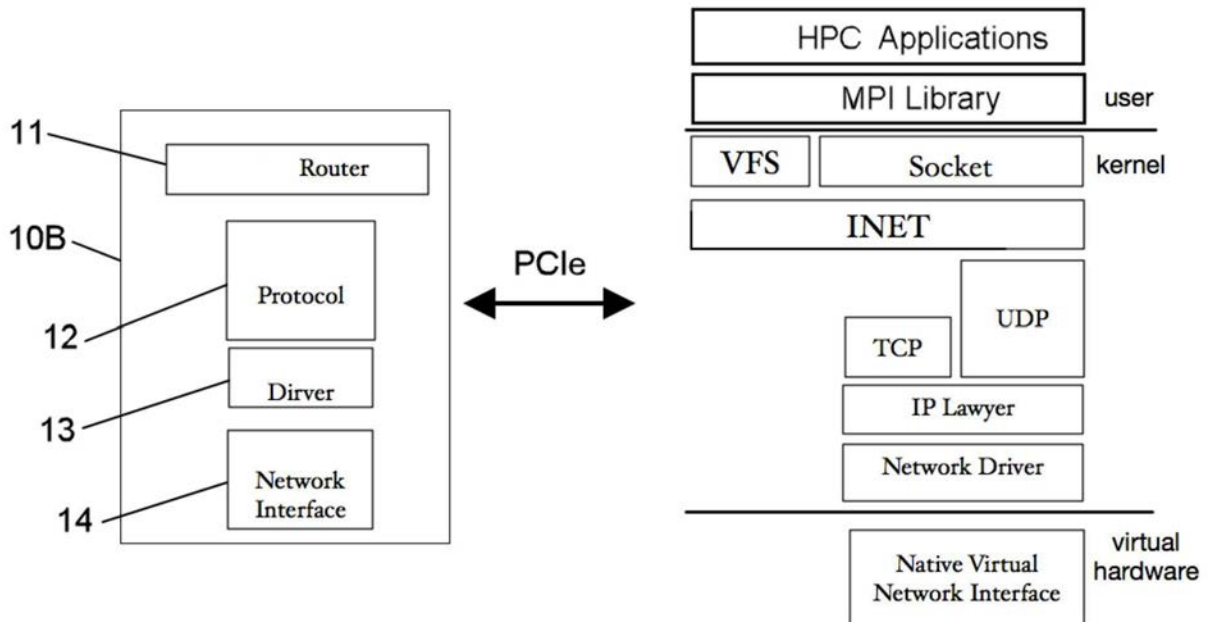 11
Router
10B
Protocol
12
Dirver
13
Network
Interface
14
PCIe
HPC Applications
MPI Library
user
VFS
Socket
kernel
INET
UDP
TCP
IP Lawyer
Network Driver
Native Virtual
Network Interface
virtual
hardware